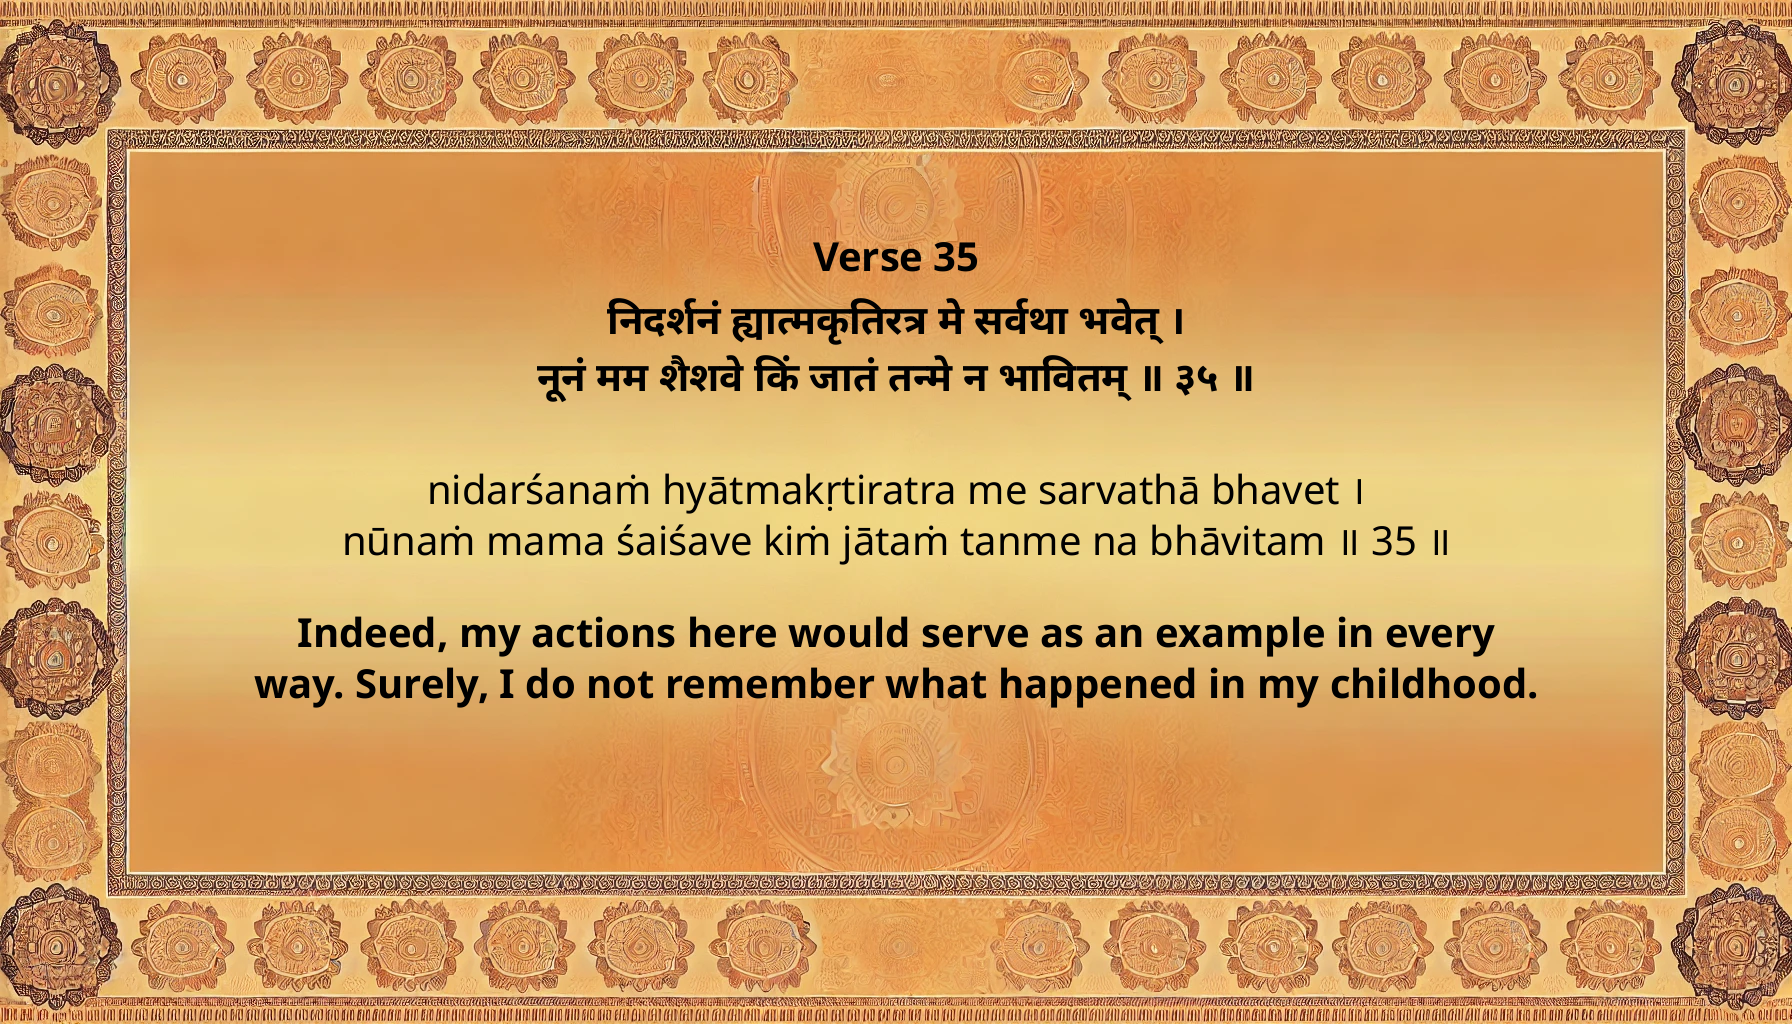 Verse 35
निदर्शनं ह्यात्मकृतिरत्र मे सर्वथा भवेत् ।
नूनं मम शैशवे किं जातं तन्मे न भावितम् ॥ ३५ ॥
nidarśanaṁ hyātmakṛtiratra me sarvathā bhavet ।
nūnaṁ mama śaiśave kiṁ jātaṁ tanme na bhāvitam ॥ 35 ॥
Indeed, my actions here would serve as an example in every
way. Surely, I do not remember what happened in my childhood.